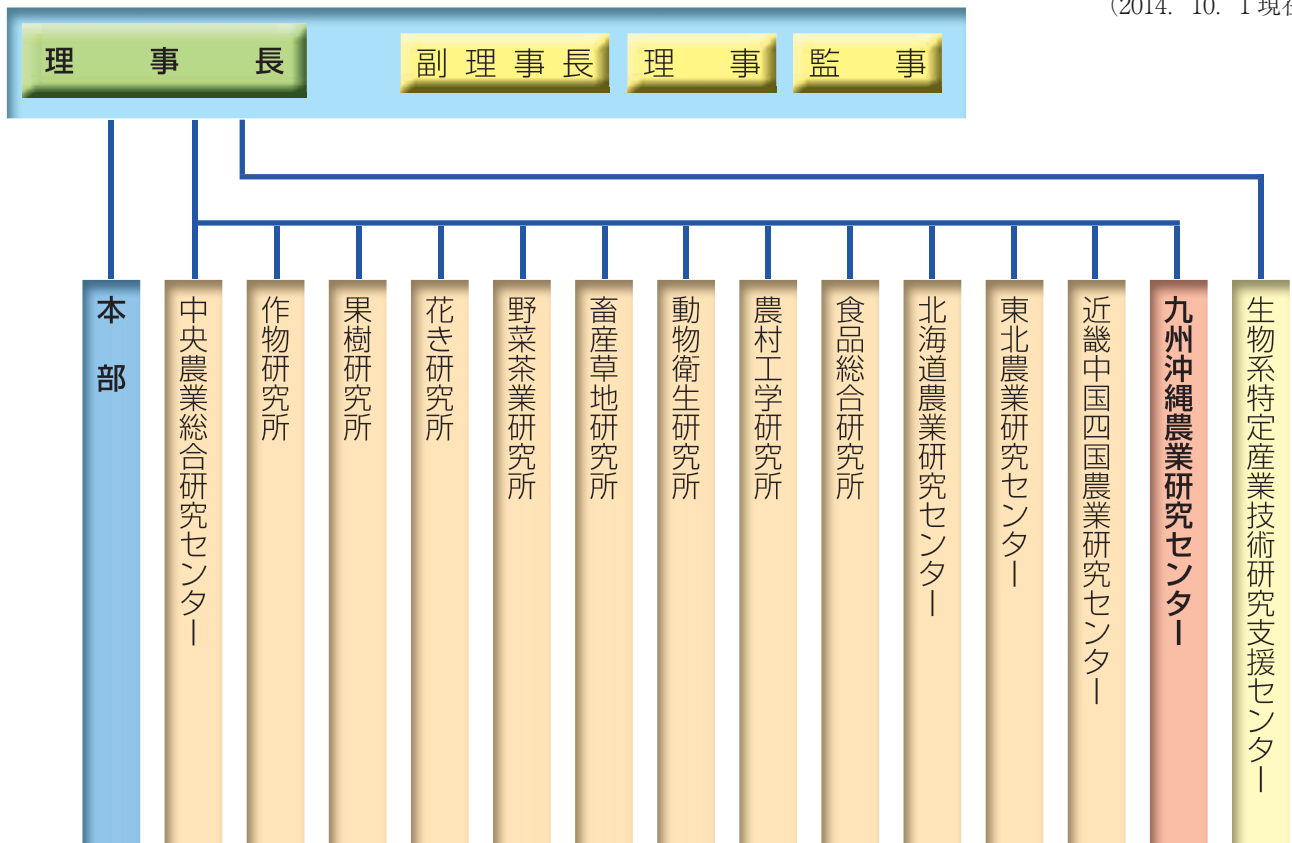 (2014. 10. 1現在
理事長
副理事長
理事
監事
本部
中央農業総合研究センター
作物研究所
果樹研究所
花き研究所
野菜茶業研究所
畜産草地研究所
動物衛生研究所
農村工学研究所
食品総合研究所
北海道農業研究センター
東北農業研究センター
近畿中国四国農業研究センター
九州沖縄農業研究センター
生物系特定産業技術研究支援センター